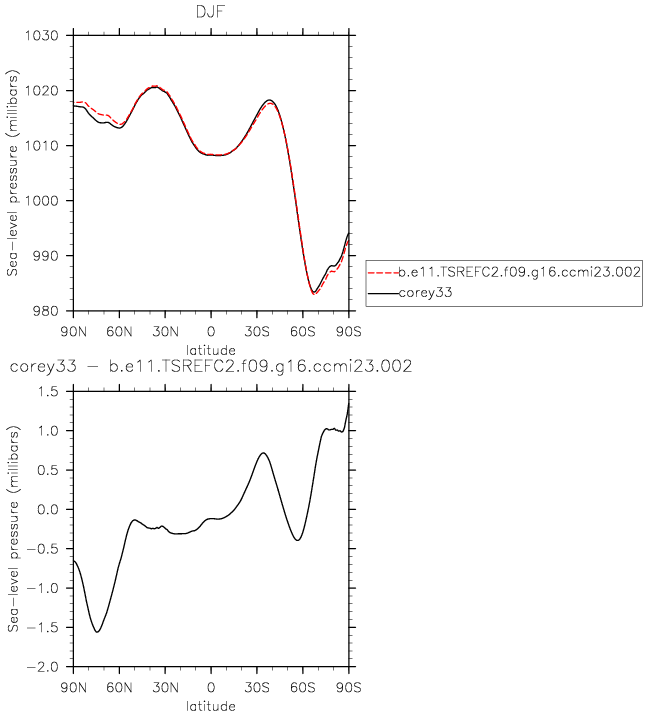 DJF
1030
1020
1010
1000
990
980
Sea-level pressure (millibars)
90N 60N 30N 0 30S 60S 90S
latitude
b.e11.TSREFC2.f09.g16.ccmi23.002
corey33
corey33 - b.e11.TSREFC2.f09.g16.ccmi23.002
1.5
1.0
0.5
0.0
-0.5
-1.0
-1.5
-2.0
Sea-level pressure (millibars)
90N 60N 30N 0 30S 60S 90S
latitude